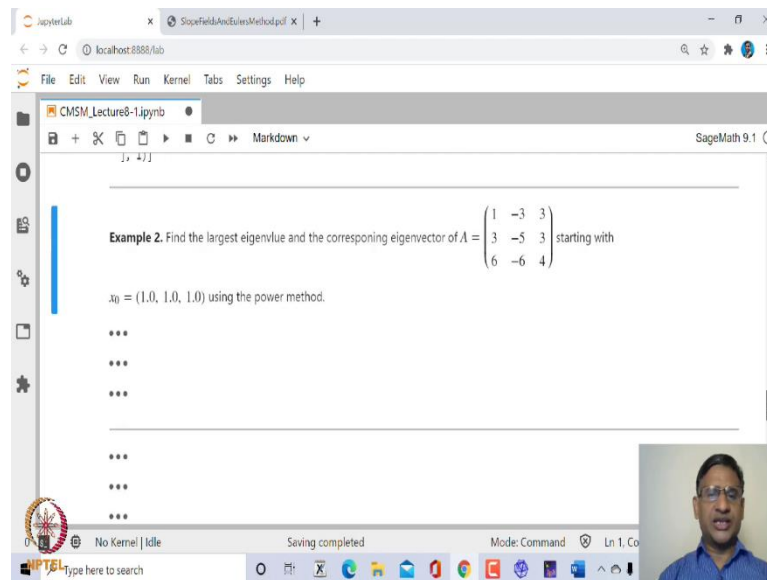 JupyterLab
SlopeFieldsAndEulersMethod.pdf
localhost:8888/lab
File Edit View Run Kernel Tabs Settings Help
CMSM_Lecture8-1.ipynb
Markdown
SageMath 9.1
Example 2. Find the largest eigenvlue and the corresponing eigenvector of A = ( 1 -3 3 ; 3 -5 3 ; 6 -6 4 ) starting with
x₀ = (1.0, 1.0, 1.0) using the power method.
No Kernel | Idle Saving completed Mode: Command Ln 1, Co
NPTEL
Type here to search